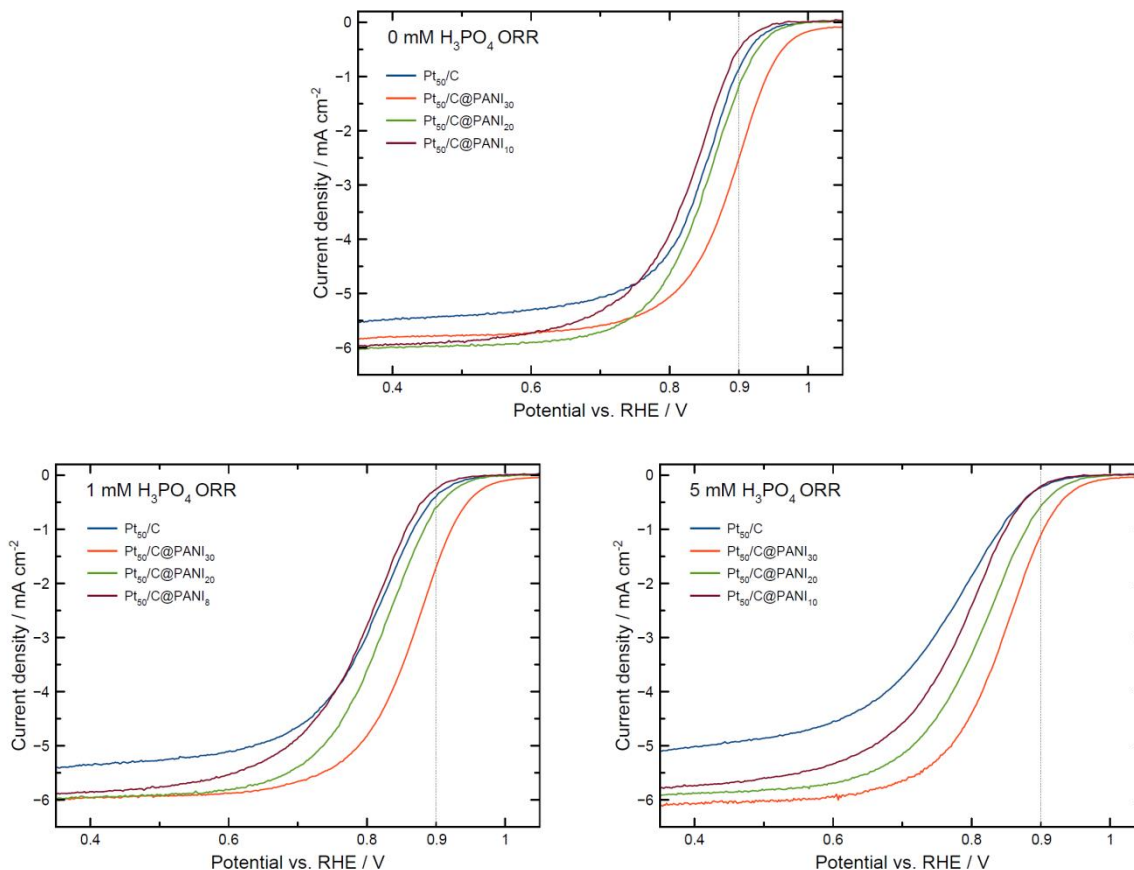 0 mM H₃PO₄ ORR
Pt₅₀/C
Pt₅₀/C@PANI₃₀
Pt₅₀/C@PANI₂₀
Pt₅₀/C@PANI₁₀
Current density / mA cm⁻²
0
−1
−2
−3
−4
−5
−6
0.4
0.6
0.8
0.9
1
Potential vs. RHE / V
1 mM H₃PO₄ ORR
Pt₅₀/C
Pt₅₀/C@PANI₃₀
Pt₅₀/C@PANI₂₀
Pt₅₀/C@PANI₈
Current density / mA cm⁻²
0
−1
−2
−3
−4
−5
−6
0.4
0.6
0.8
0.9
1
Potential vs. RHE / V
5 mM H₃PO₄ ORR
Pt₅₀/C
Pt₅₀/C@PANI₃₀
Pt₅₀/C@PANI₂₀
Pt₅₀/C@PANI₁₀
Current density / mA cm⁻²
0
−1
−2
−3
−4
−5
−6
0.4
0.6
0.8
0.9
1
Potential vs. RHE / V